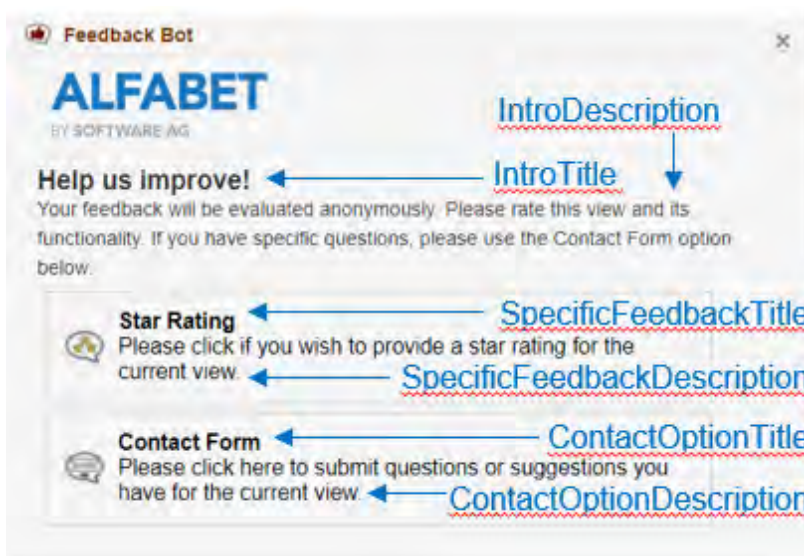 Feedback Bot
×
ALFABET
BY SOFTWARE AG
IntroDescription
Help us improve!
IntroTitle
Your feedback will be evaluated anonymously. Please rate this view and its
functionality. If you have specific questions, please use the Contact Form option
below.
Star Rating
SpecificFeedbackTitle
Please click if you wish to provide a star rating for the
current view.
SpecificFeedbackDescription
Contact Form
ContactOptionTitle
Please click here to submit questions or suggestions you
have for the current view.
ContactOptionDescription